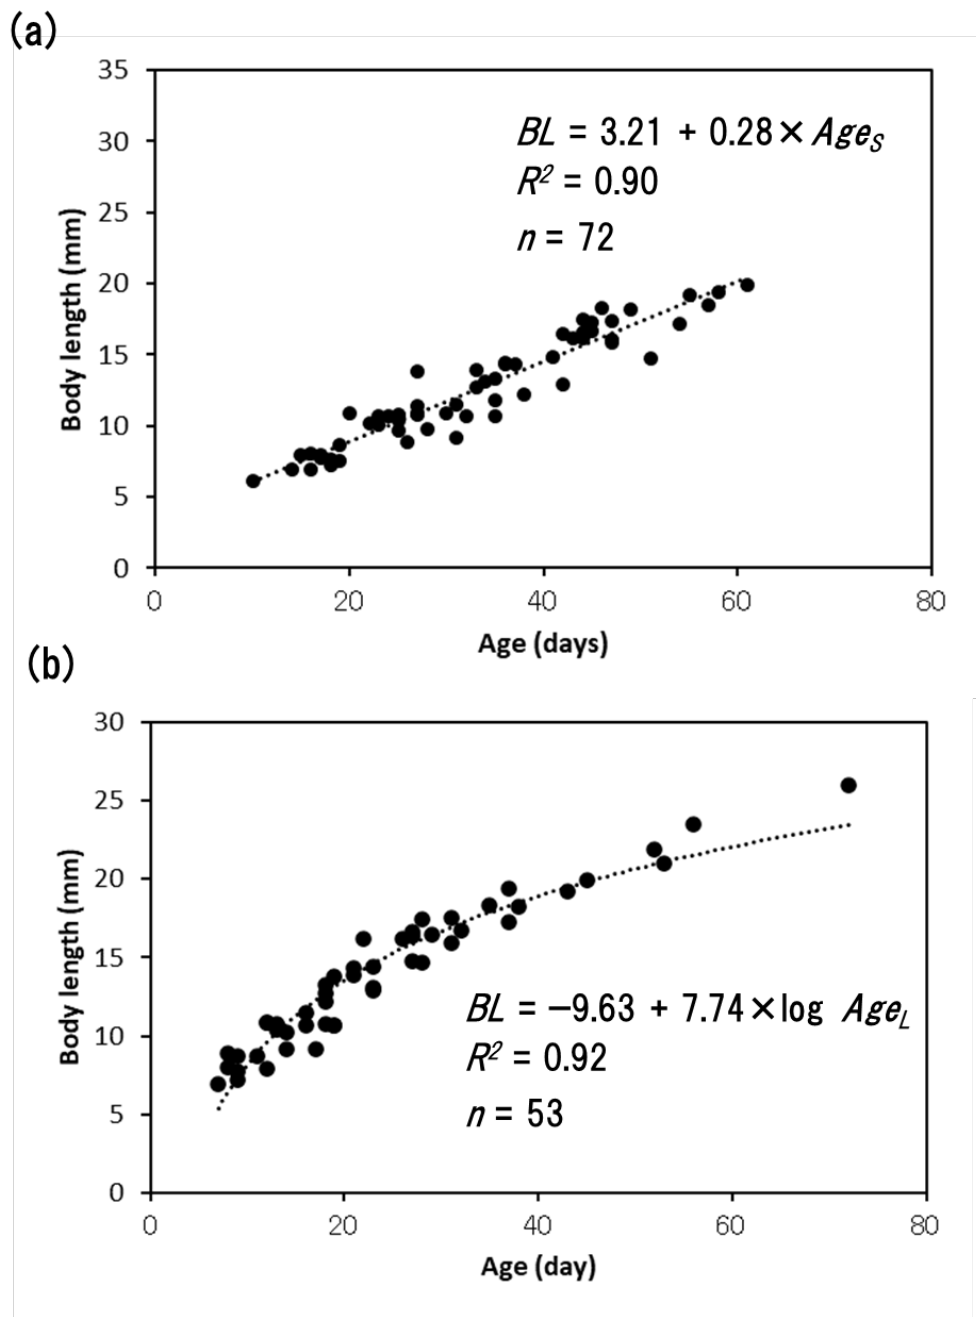 (a)
35
30
25
20
15
10
5
0
Body length (mm)
BL = 3.21 + 0.28 × Age_S
R² = 0.90
n = 72
0 20 40 60 80
Age (days)
(b)
30
25
20
15
10
5
0
Body length (mm)
BL = −9.63 + 7.74 × log Age_L
R² = 0.92
n = 53
0 20 40 60 80
Age (day)